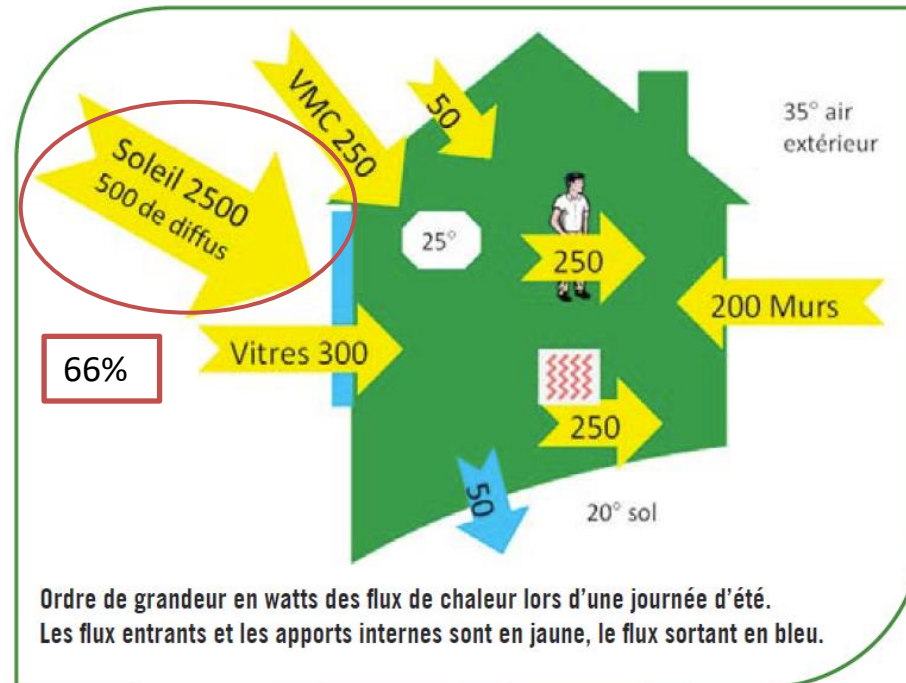 VMC 250
50
35° air
extérieur
Soleil 2500
500 de diffus
25°
250
200 Murs
Vitres 300
66%
250
50
20° sol
Ordre de grandeur en watts des flux de chaleur lors d’une journée d’été.
Les flux entrants et les apports internes sont en jaune, le flux sortant en bleu.